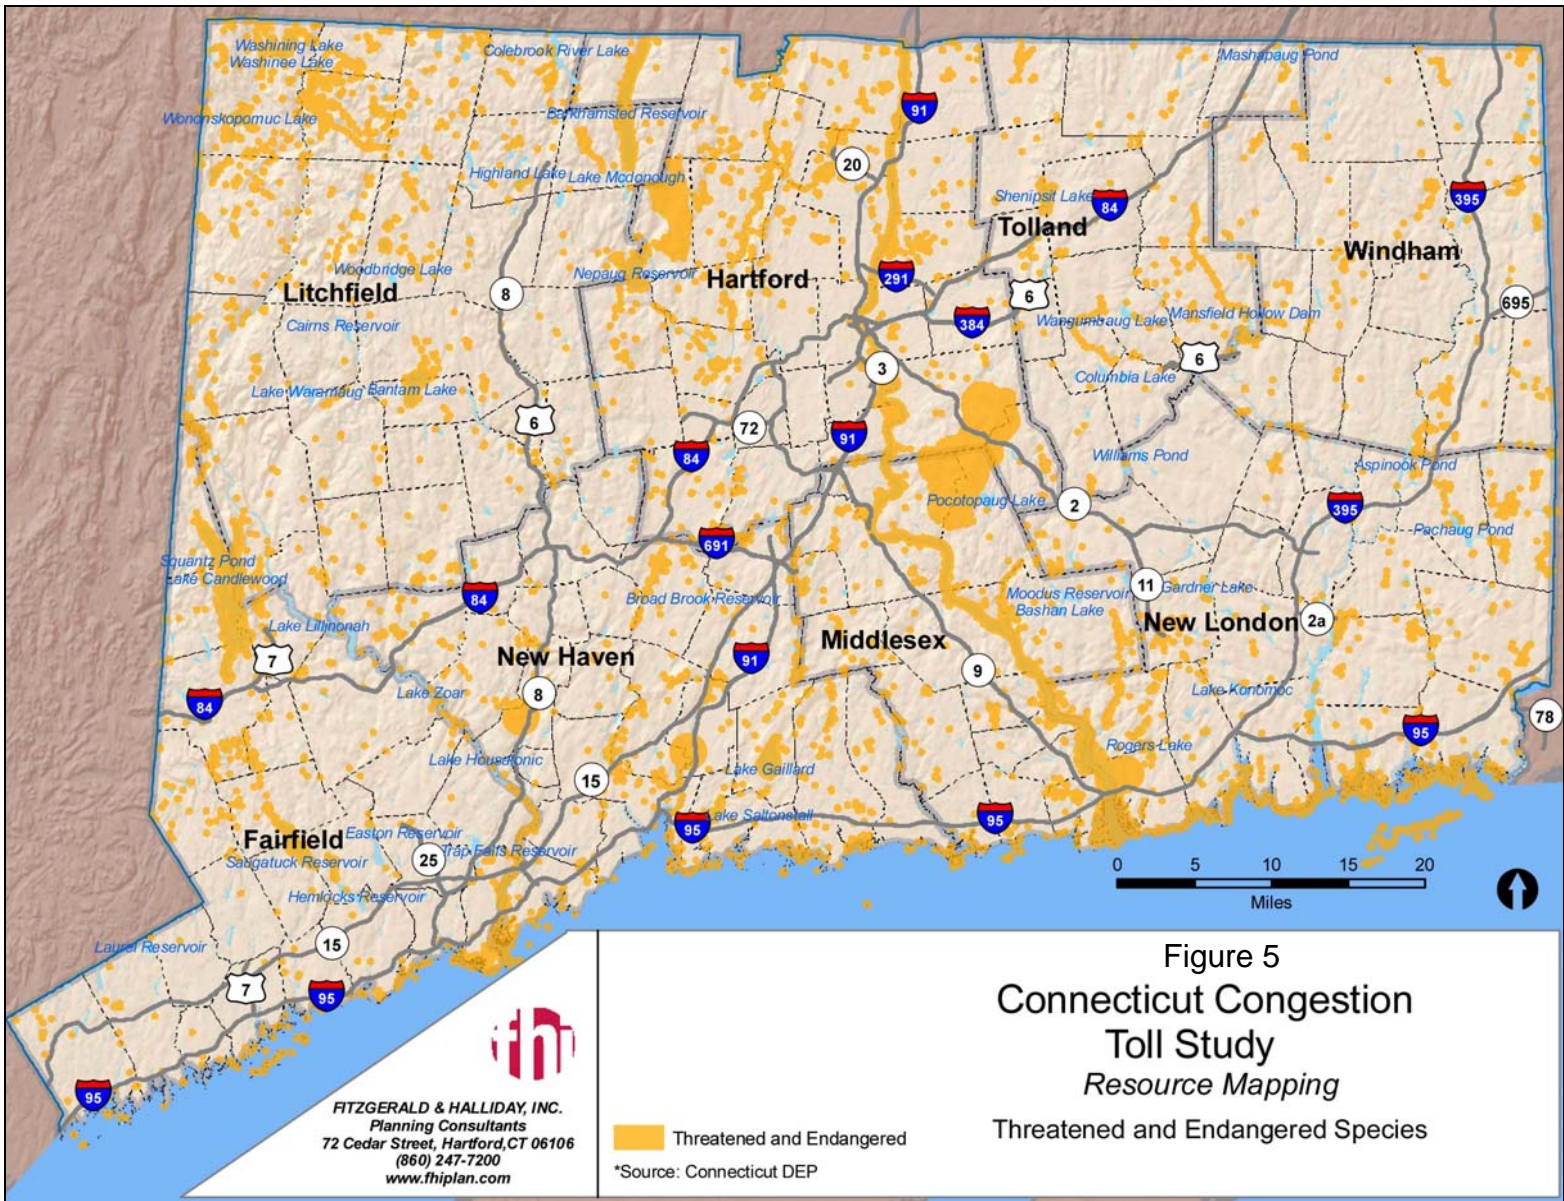 Washining Lake
Washinee Lake
Colebrook River Lake
Mashapaug Pond
91
Wononskopomuc Lake
Barkhamsted Reservoir
20
Highland Lake
Lake Mcdonough
Shenipsit Lake
84
395
Tolland
Windham
Woodbridge Lake
Nepaug Reservoir
Hartford
291
Litchfield
8
6
695
Cairns Reservoir
384
Wangumbaug Lake
Mansfield Hollow Dam
6
3
Columbia Lake
Lake Waramaug
Bantam Lake
6
72
91
84
Williams Pond
Aspinook Pond
Pocotopaug Lake
2
395
Pachaug Pond
691
Squantz Pond
Lake Candlewood
84
Broad Brook Reservoir
Moodus Reservoir
Bashan Lake
11
Gardner Lake
Lake Lillinonah
New London
2a
Middlesex
7
New Haven
91
9
8
Lake Zoar
Lake Konomoc
84
78
95
Rogers Lake
Lake Housatonic
15
Lake Gaillard
95
Lake Saltonstall
95
Fairfield
Easton Reservoir
Saugatuck Reservoir
25
Trap Falls Reservoir
Hemlocks Reservoir
0 5 10 15 20
Miles
Laurel Reservoir
15
7
95
95
fhi
FITZGERALD & HALLIDAY, INC.
Planning Consultants
72 Cedar Street, Hartford,CT 06106
(860) 247-7200
www.fhiplan.com
Threatened and Endangered
*Source: Connecticut DEP
Figure 5
Connecticut Congestion
Toll Study
Resource Mapping
Threatened and Endangered Species